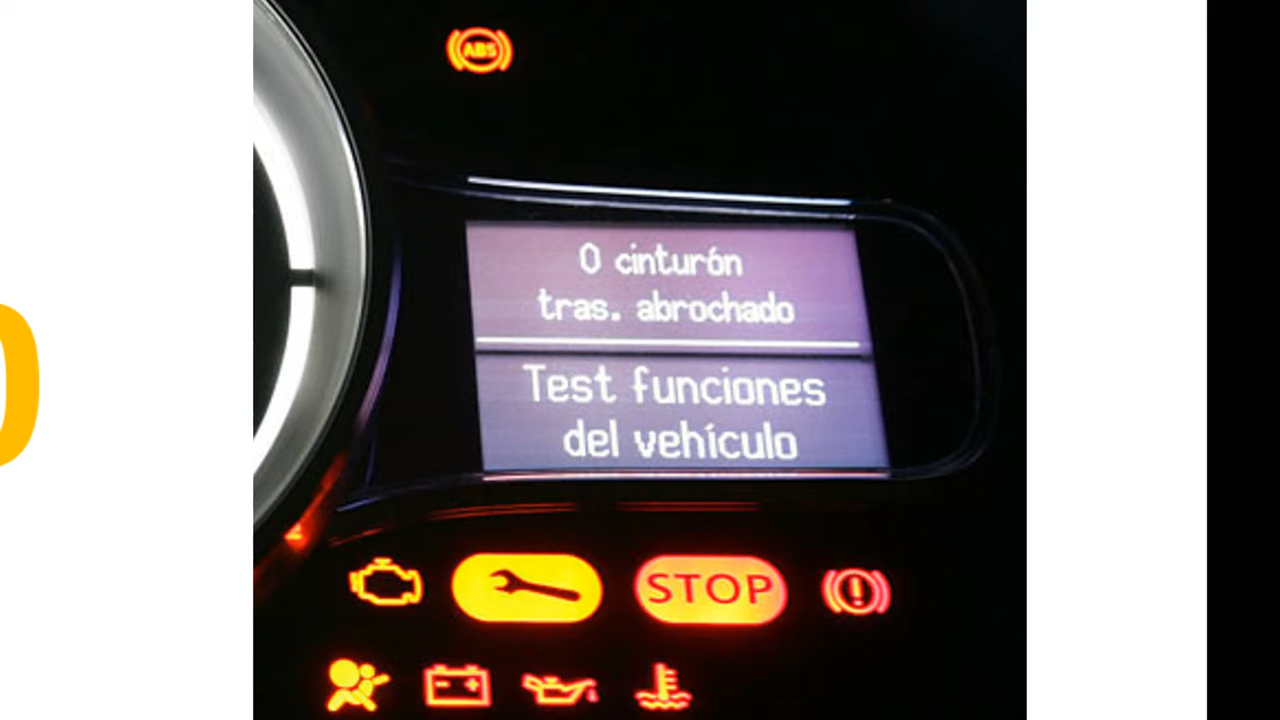 ABS
0 cinturón
tras. abrochado
Test funciones
del vehículo
STOP